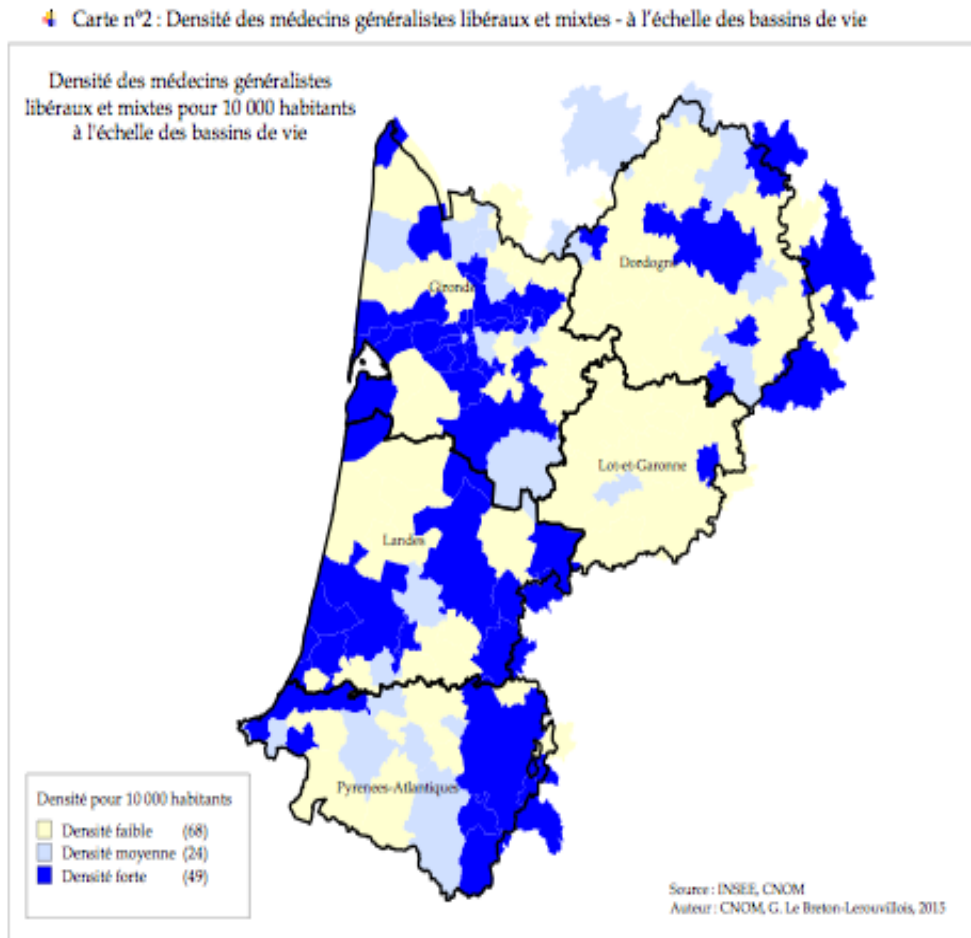 Carte n°2 : Densité des médecins généralistes libéraux et mixtes - à l'échelle des bassins de vie
Densité des médecins généralistes
libéraux et mixtes pour 10 000 habitants
à l'échelle des bassins de vie
Dordogne
Gironde
Lot-et-Garonne
Landes
Pyrenees-Atlantiques
Densité pour 10 000 habitants
Densité faible (68)
Densité moyenne (24)
Densité forte (49)
Source : INSEE, CNOM
Auteur : CNOM, G. Le Breton-Lerouvillois, 2015